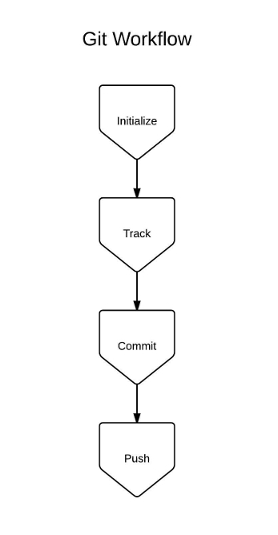 Git Workflow
Initialize
Track
Commit
Push